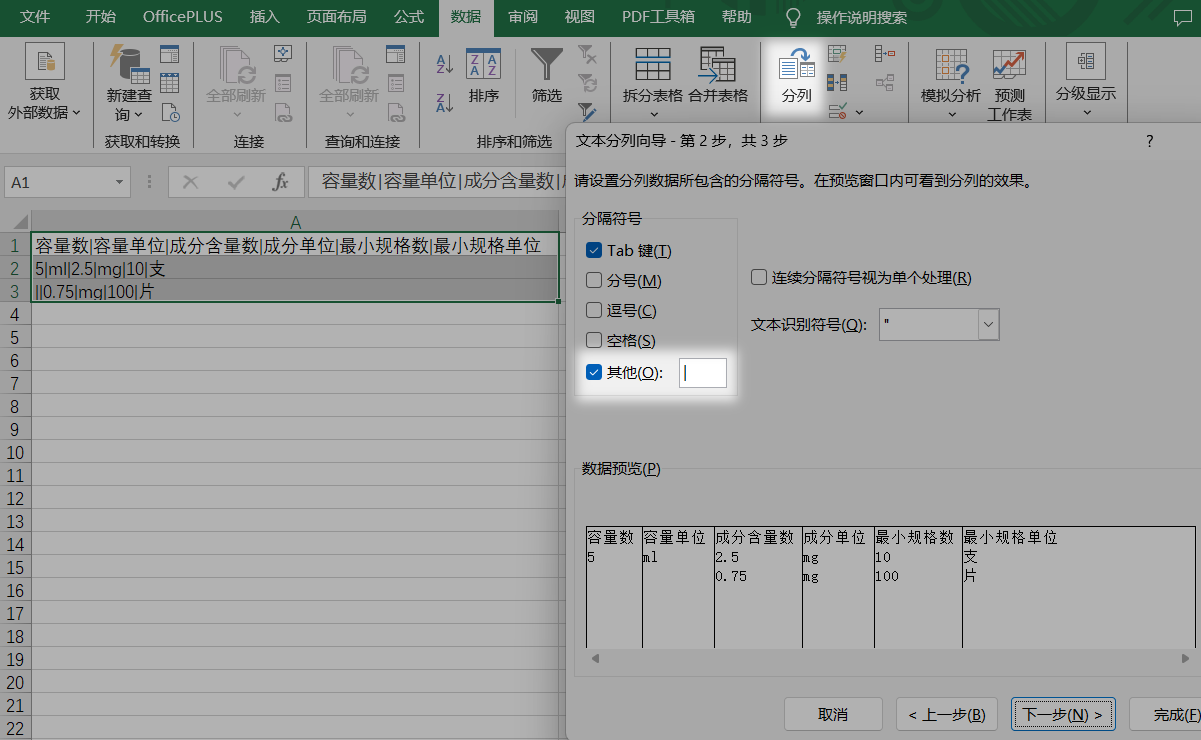 文件 开始 OfficePLUS 插入 页面布局 公式 数据 审阅 视图 PDF工具箱 帮助 操作说明搜索
获取
外部数据
新建查
询
全部刷新
全部刷新
排序
筛选
拆分表格
合并表格
分列
模拟分析
预测
工作表
分级显示
获取和转换 连接 查询和连接 排序和筛选
A1 fx 容量数|容量单位|成分含量数|
A
1 容量数|容量单位|成分含量数|成分单位|最小规格数|最小规格单位
2 5|ml|2.5|mg|10|支
3 ||0.75|mg|100|片
4
5
6
7
8
9
10
11
12
13
14
15
16
17
18
19
20
21
22
文本分列向导 - 第 2 步，共 3 步 ?
请设置分列数据所包含的分隔符号。在预览窗口内可看到分列的效果。
分隔符号
Tab 键(T)
分号(M)
逗号(C)
空格(S)
其他(O): |
连续分隔符号视为单个处理(R)
文本识别符号(Q): "
数据预览(P)
容量数 容量单位 成分含量数 成分单位 最小规格数 最小规格单位
5 ml 2.5 mg 10 支
0.75 mg 100 片
取消 < 上一步(B) 下一步(N) > 完成(F)